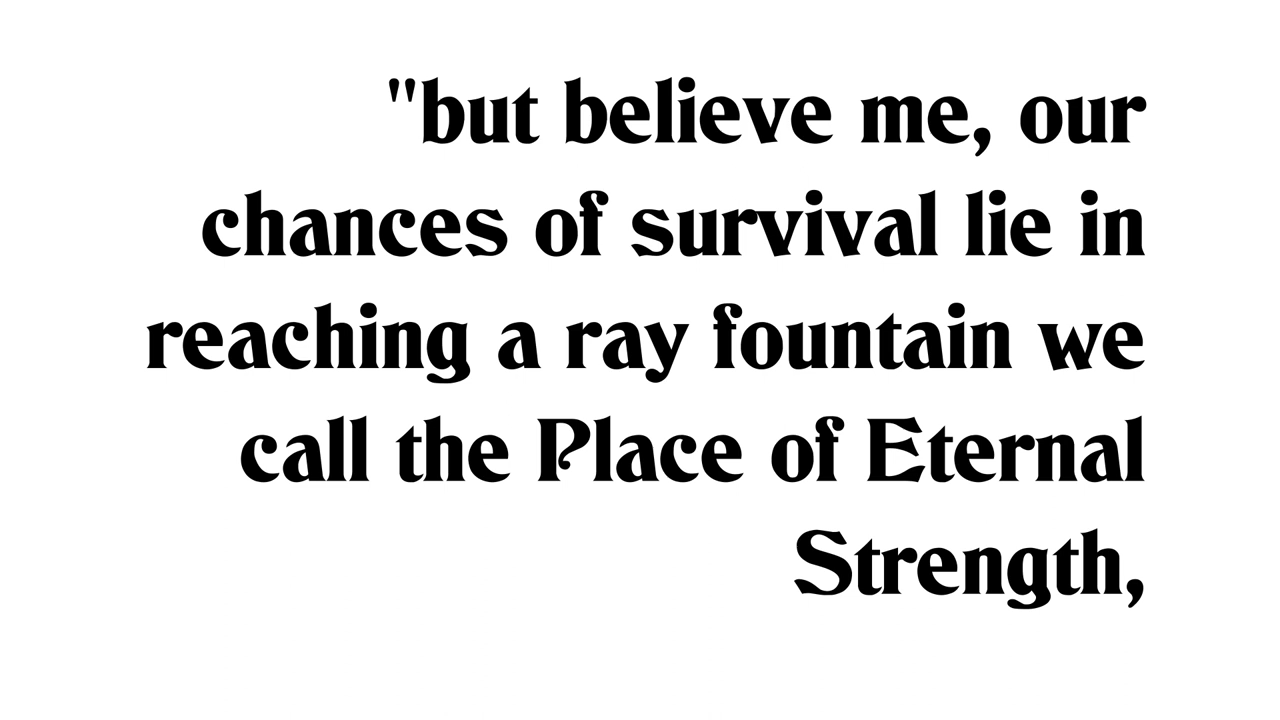 "but believe me, our
chances of survival lie in
reaching a ray fountain we
call the Place of Eternal
Strength,